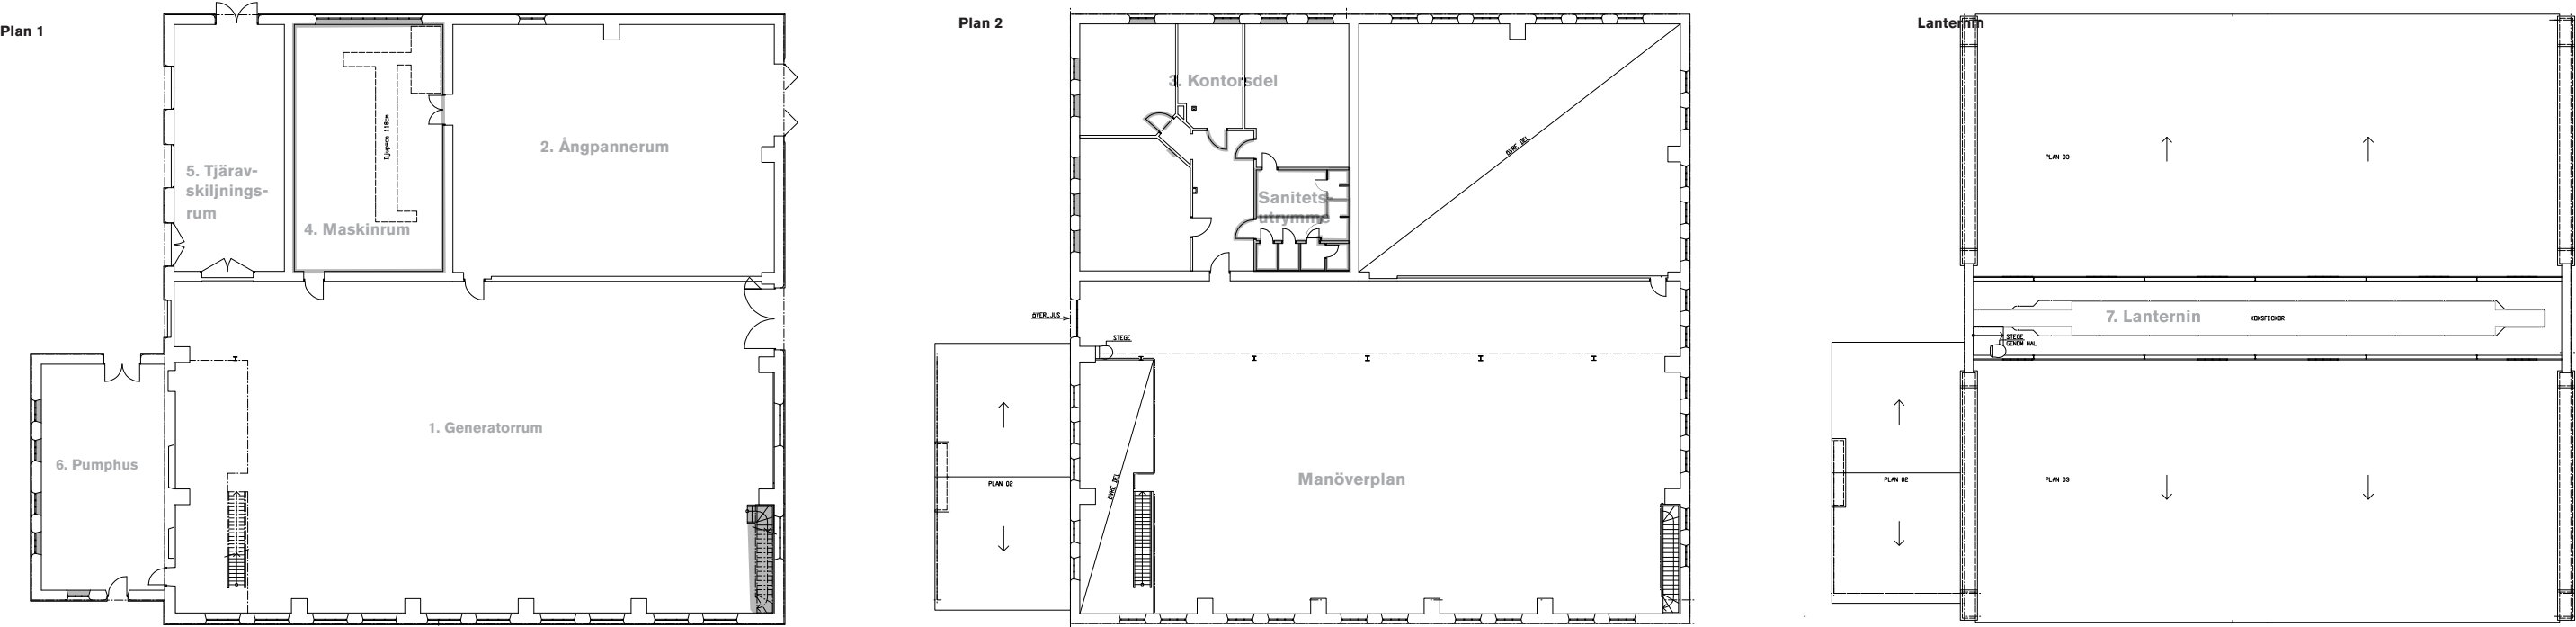 Plan 1
5. Tjärav-
skiljnings-
rum
4. Maskinrum
2. Ångpannerum
1. Generatorrum
6. Pumphus
Plan 2
3. Kontorsdel
Sanitets-
utrymme
ÖVRE DEL
ÖVERLJUS
STEGE
ÖVRE DEL
PLAN 02
Manöverplan
Lanternin
PLAN 03
7. Lanternin
KOKSFICKOR
STEGE
GENOM HÅL
PLAN 02
PLAN 03